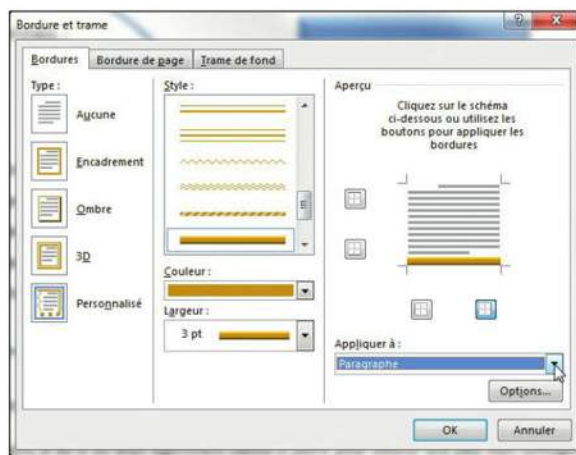 Bordure et trame
Bordures
Bordure de page
Trame de fond
Type :
Aucune
Encadrement
Ombre
3D
Personnalisé
Style :
Couleur :
Largeur :
3 pt
Aperçu
Cliquez sur le schéma
ci-dessous ou utilisez les
boutons pour appliquer les
bordures
Appliquer à :
Paragraphe
Options...
OK
Annuler